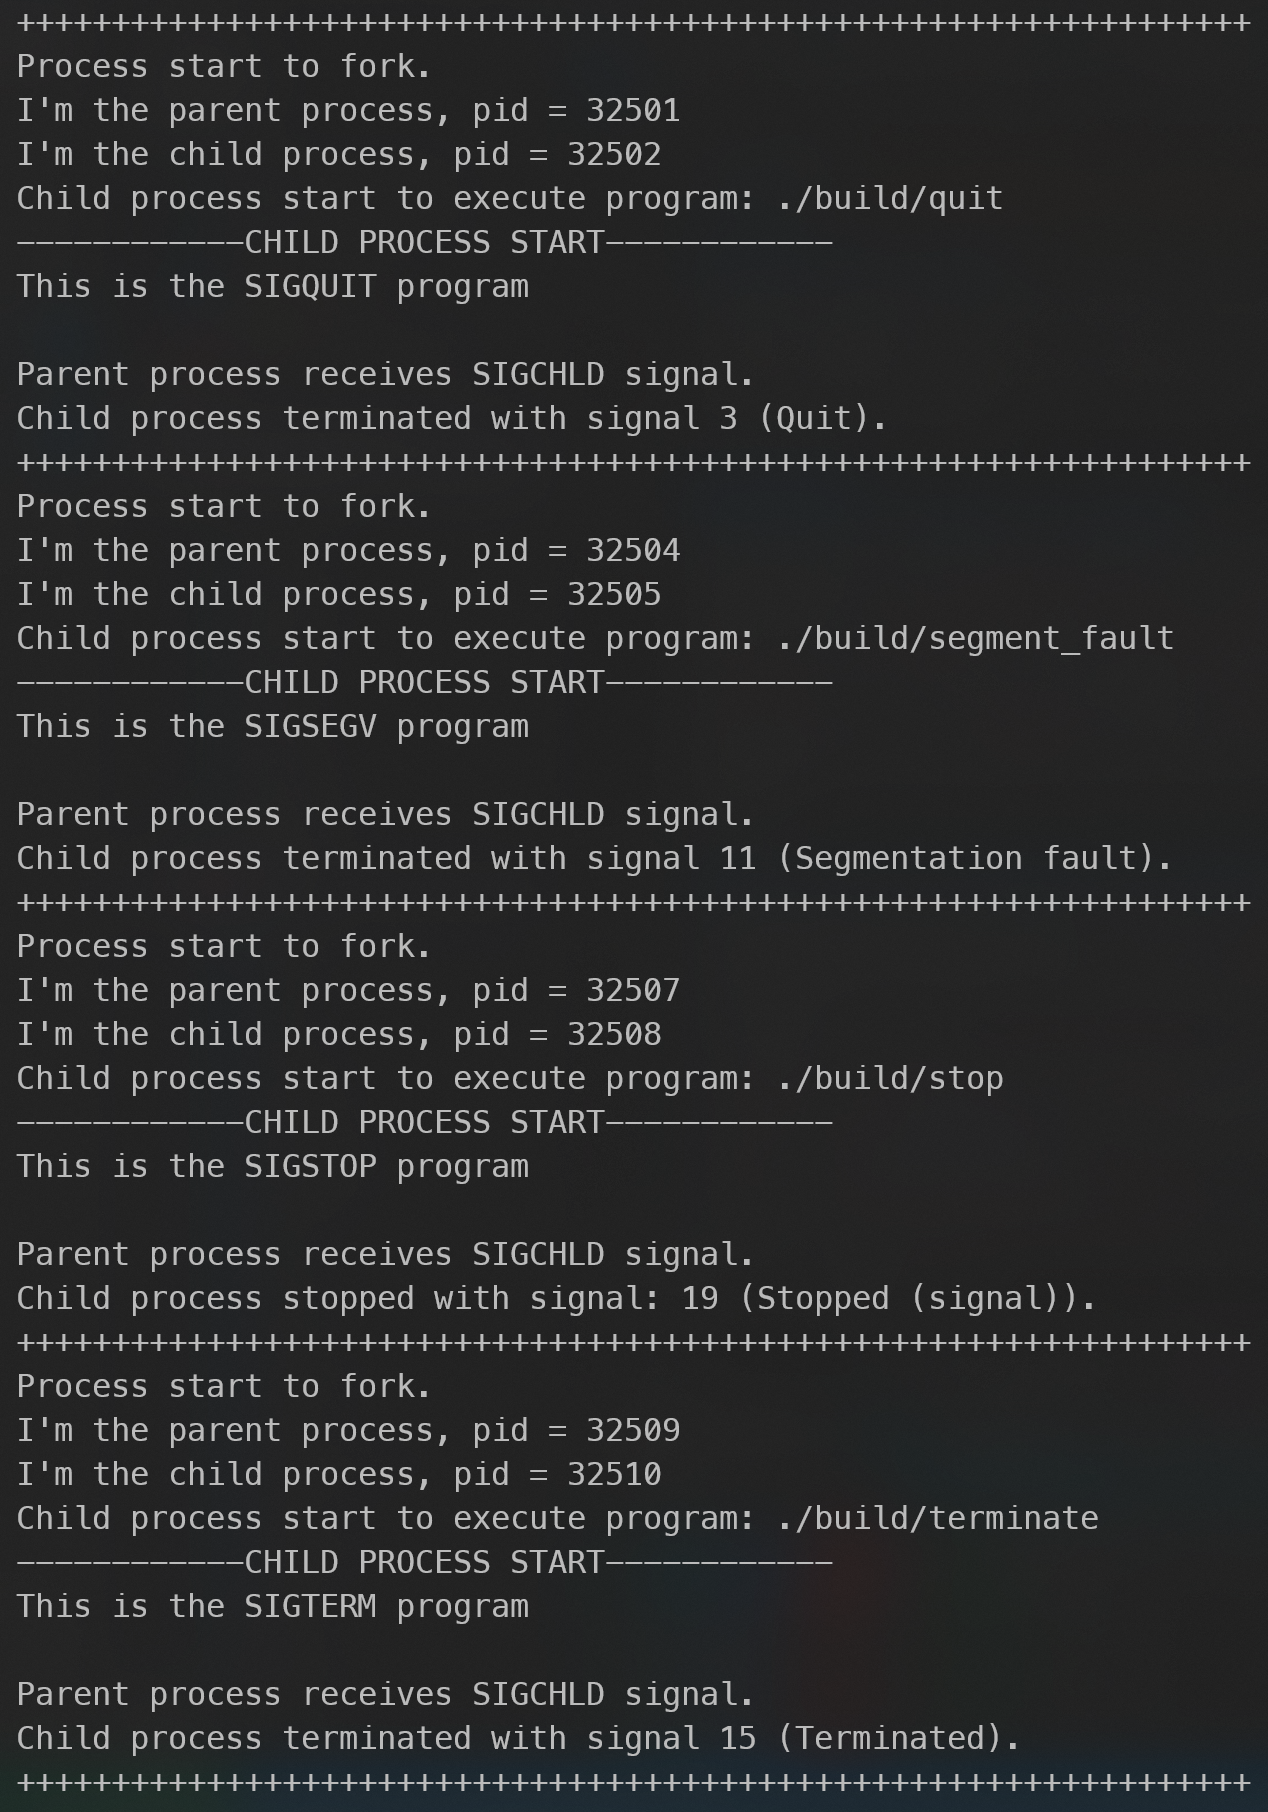 +++++++++++++++++++++++++++++++++++++++++++++++++++++++++++++++++
Process start to fork.
I'm the parent process, pid = 32501
I'm the child process, pid = 32502
Child process start to execute program: ./build/quit
------------CHILD PROCESS START------------
This is the SIGQUIT program

Parent process receives SIGCHLD signal.
Child process terminated with signal 3 (Quit).
+++++++++++++++++++++++++++++++++++++++++++++++++++++++++++++++++
Process start to fork.
I'm the parent process, pid = 32504
I'm the child process, pid = 32505
Child process start to execute program: ./build/segment_fault
------------CHILD PROCESS START------------
This is the SIGSEGV program

Parent process receives SIGCHLD signal.
Child process terminated with signal 11 (Segmentation fault).
+++++++++++++++++++++++++++++++++++++++++++++++++++++++++++++++++
Process start to fork.
I'm the parent process, pid = 32507
I'm the child process, pid = 32508
Child process start to execute program: ./build/stop
------------CHILD PROCESS START------------
This is the SIGSTOP program

Parent process receives SIGCHLD signal.
Child process stopped with signal: 19 (Stopped (signal)).
+++++++++++++++++++++++++++++++++++++++++++++++++++++++++++++++++
Process start to fork.
I'm the parent process, pid = 32509
I'm the child process, pid = 32510
Child process start to execute program: ./build/terminate
------------CHILD PROCESS START------------
This is the SIGTERM program

Parent process receives SIGCHLD signal.
Child process terminated with signal 15 (Terminated).
+++++++++++++++++++++++++++++++++++++++++++++++++++++++++++++++++